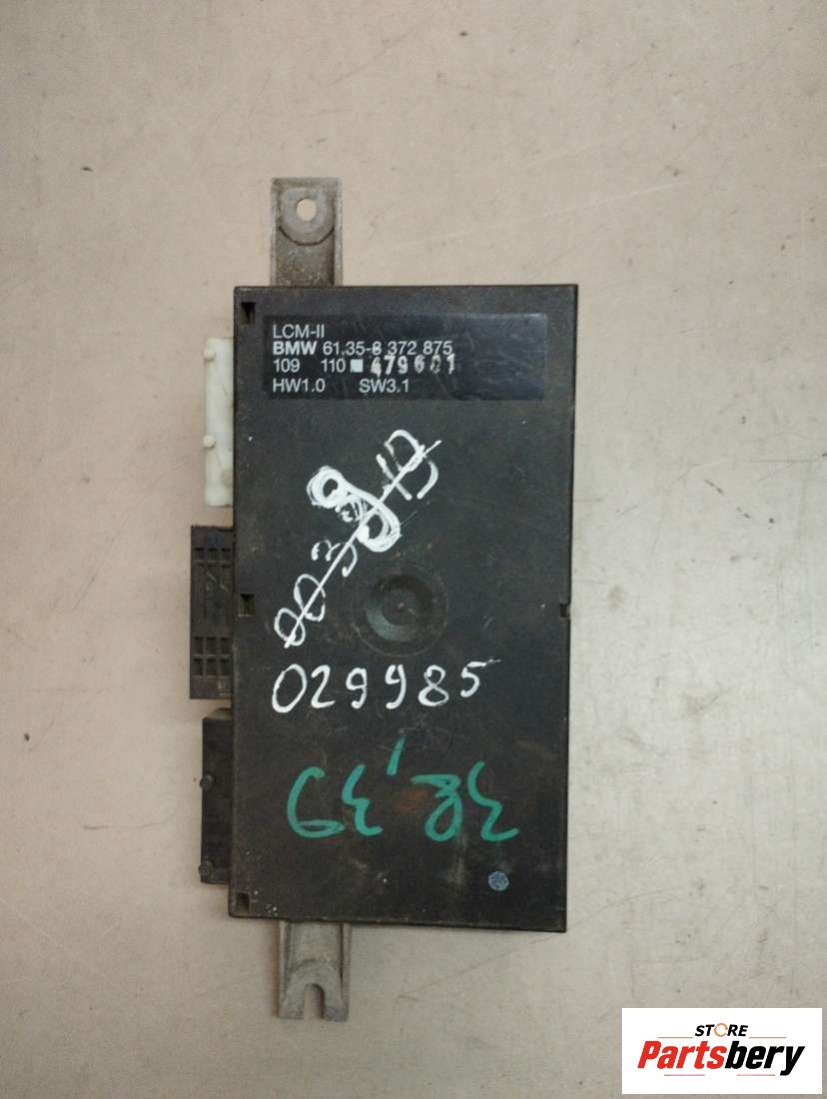 LCM-II
BMW 61.35-8 372 875
109 110 479601
HW1.0 SW3.1
029985
STORE
Partsbery